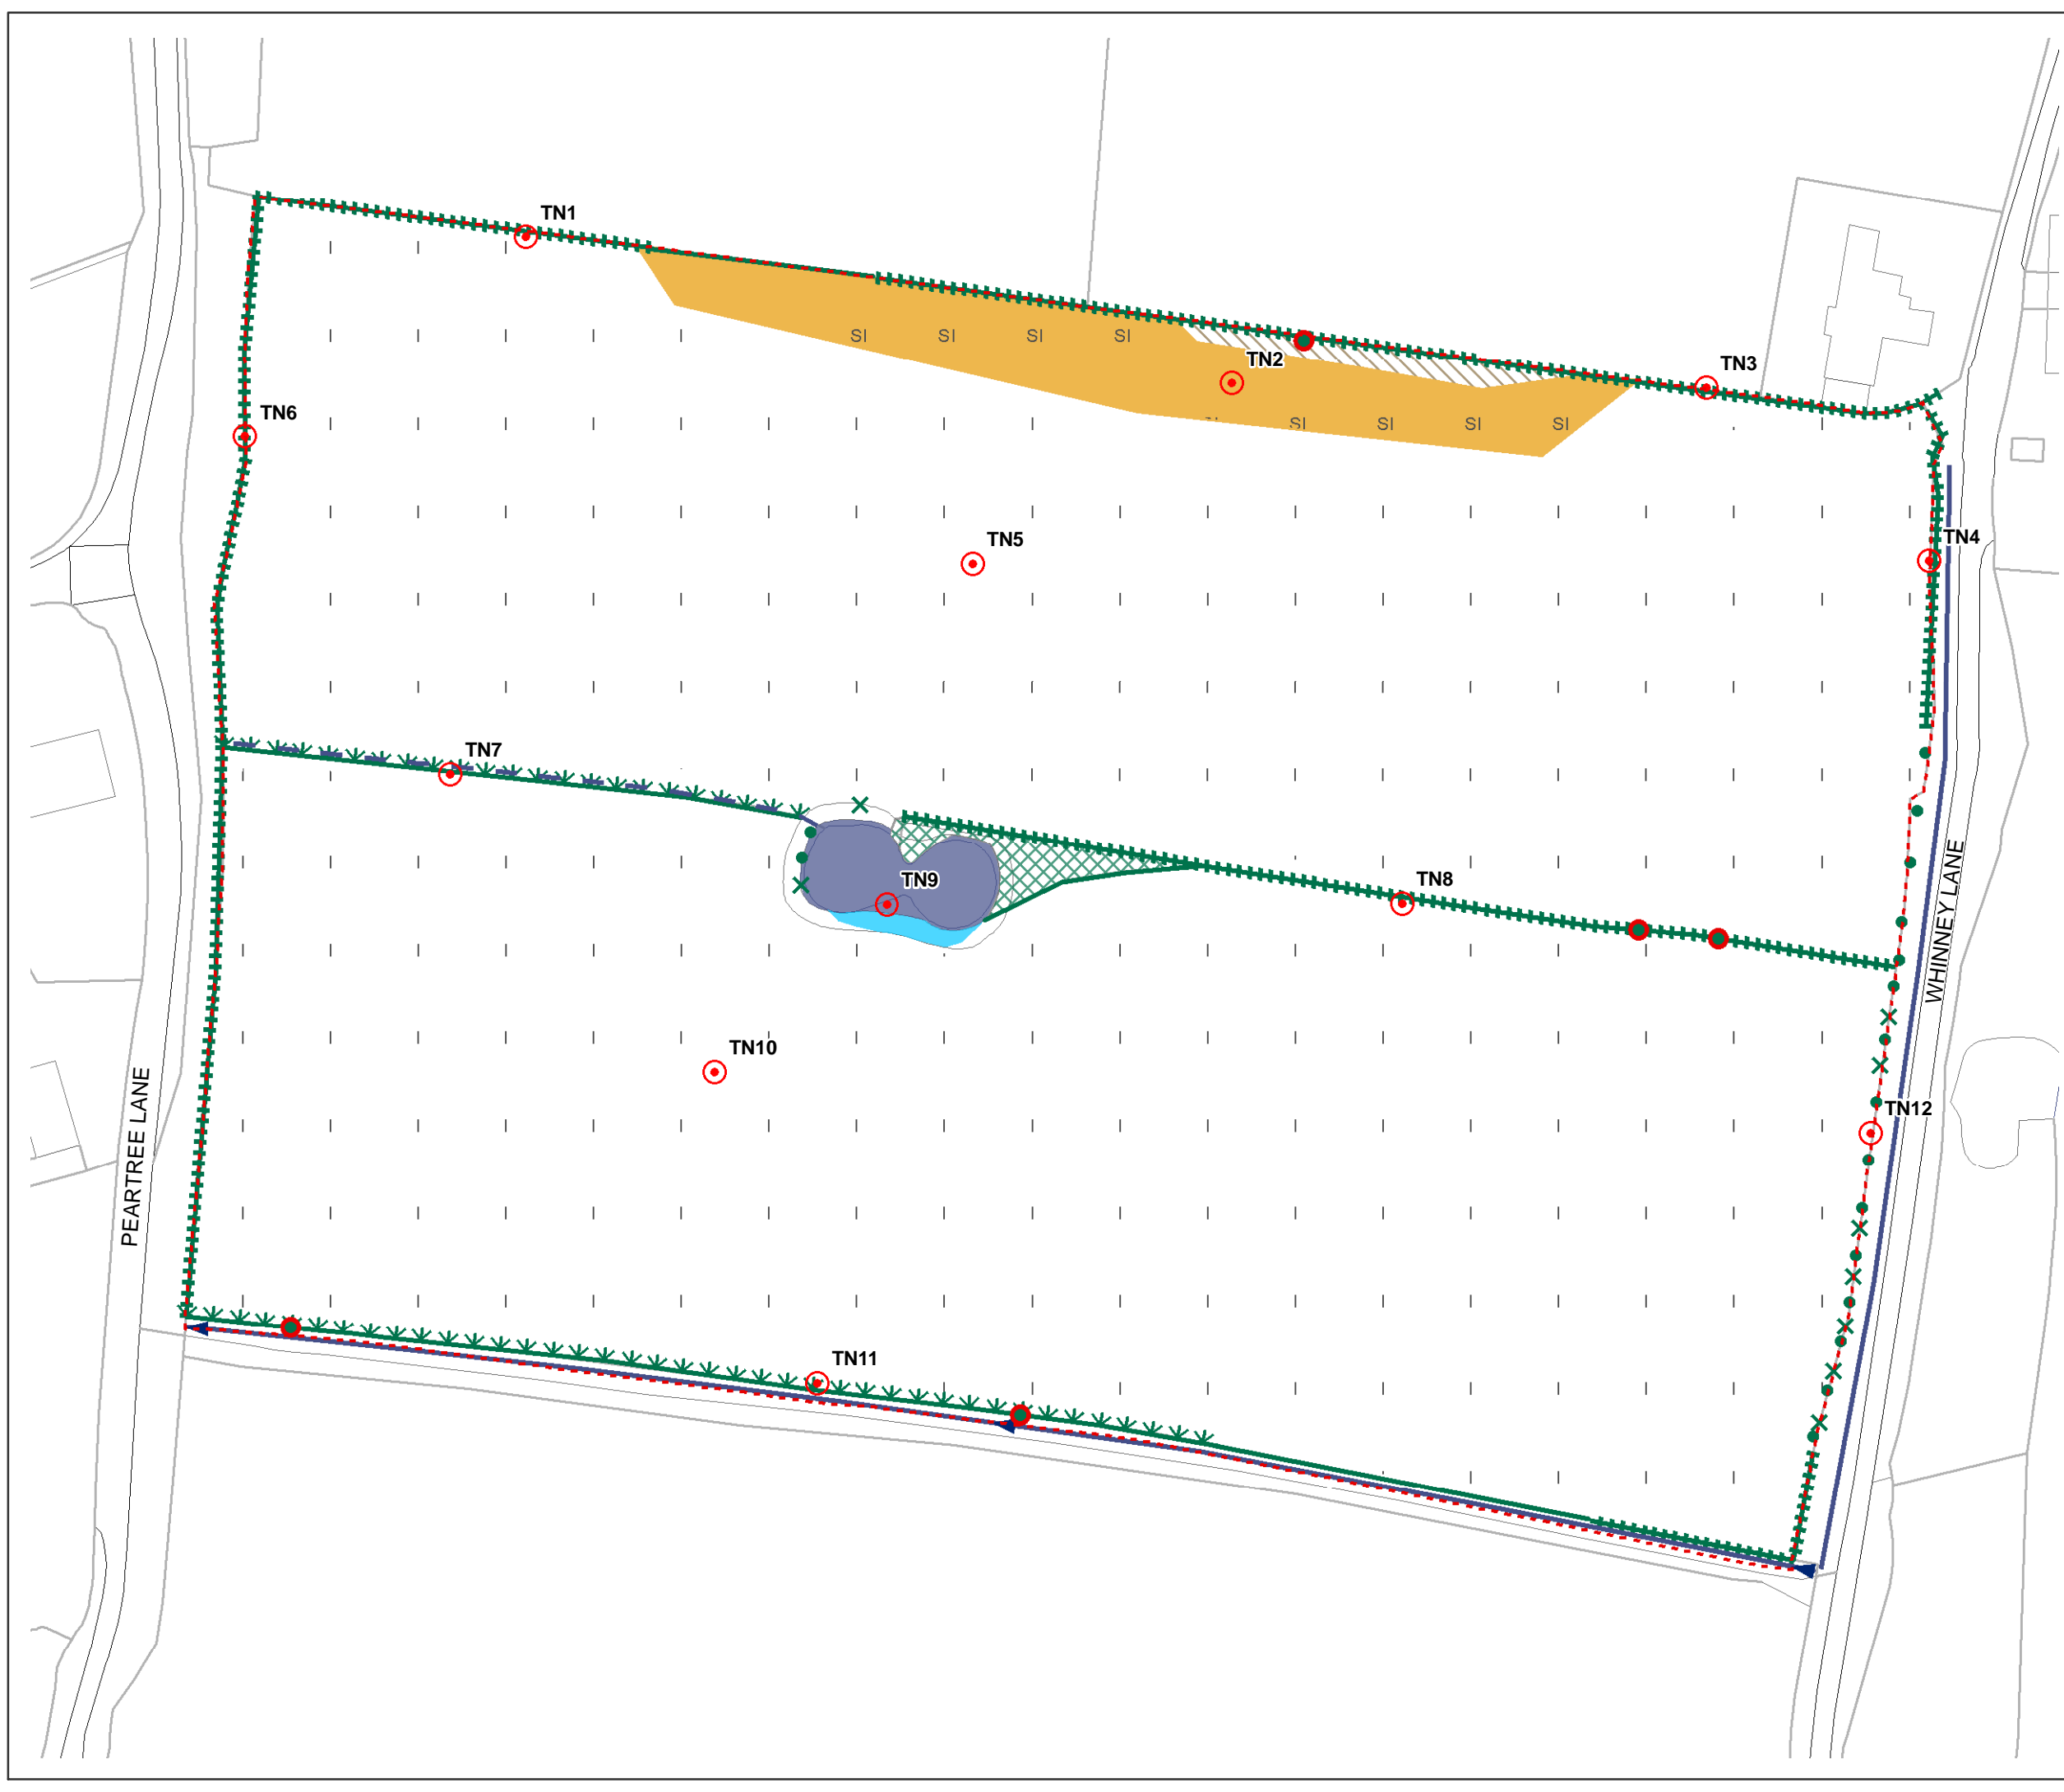 TN1
SI SI SI SI
TN2
TN3
TN6
SI SI SI SI
TN5
TN4
TN7
TN9
TN8
WHINNEY LANE
TN10
PEARTREE LANE
TN12
TN11